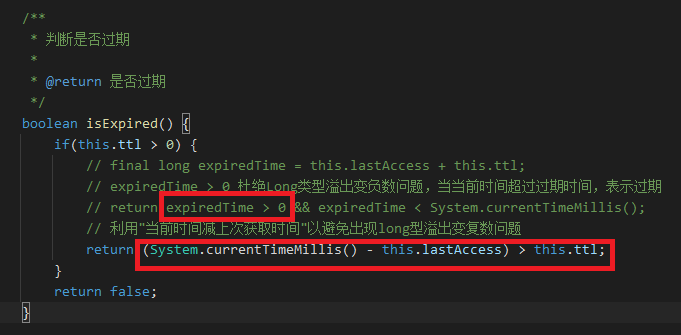 /**
 * 判断是否过期
 *
 * @return 是否过期
 */
boolean isExpired() {
    if(this.ttl > 0) {
        // final long expiredTime = this.lastAccess + this.ttl;
        // expiredTime > 0 杜绝Long类型溢出变负数问题，当当前时间超过过期时间，表示过期
        // return expiredTime > 0 && expiredTime < System.currentTimeMillis();
        // 利用"当前时间减上次获取时间"以避免出现long型溢出变复数问题
        return (System.currentTimeMillis() - this.lastAccess) > this.ttl;
    }
    return false;
}